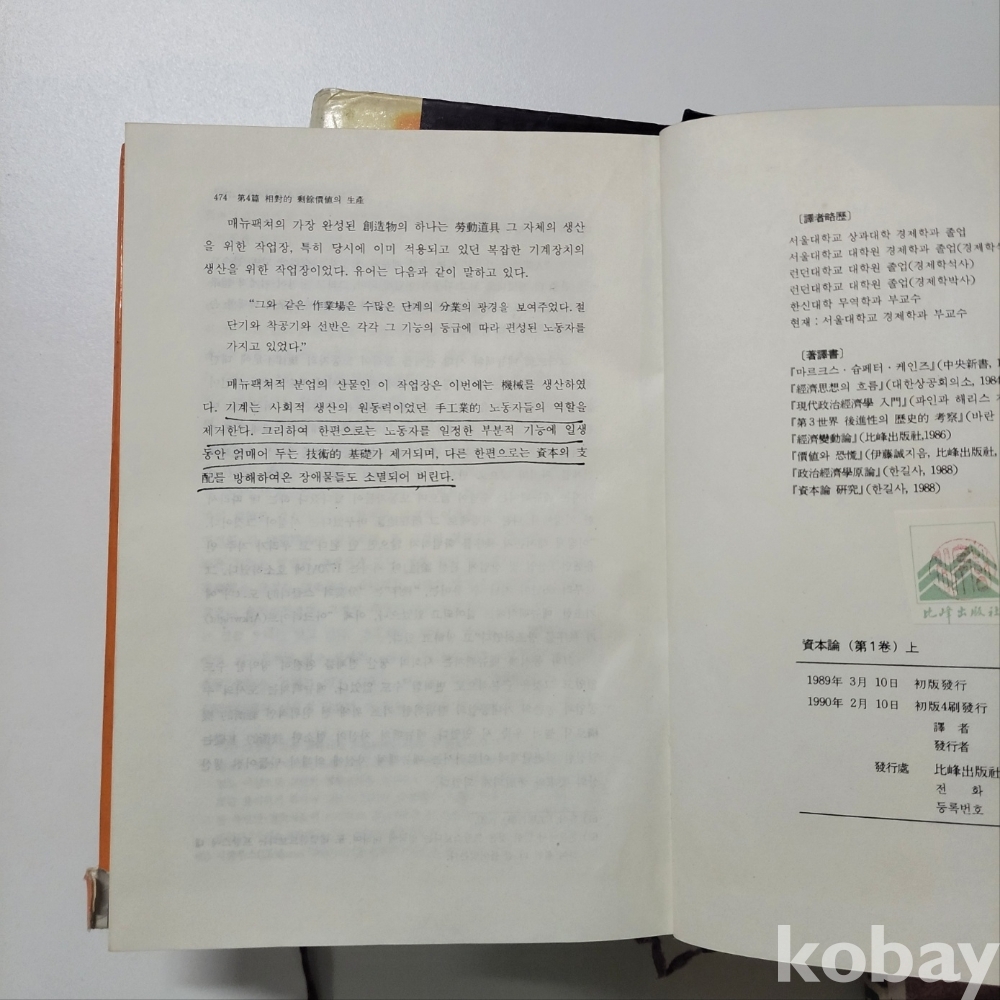 474 第4篇 相對的 剩餘價値의 生產
매뉴팩쳐의 가장 완성된 創造物의 하나는 勞動道具 그 자체의 생산
을 위한 작업장, 특히 당시에 이미 적용되고 있던 복잡한 기계장치의
생산을 위한 작업장이었다. 유어는 다음과 같이 말하고 있다.
“그와 같은 作業場은 수많은 단계의 分業의 광경을 보여주었다. 절
단기와 착공기와 선반은 각각 그 기능의 등급에 따라 편성된 노동자를
가지고 있었다.”
매뉴팩쳐적 분업의 산물인 이 작업장은 이번에는 機械를 생산하였
다. 기계는 사회적 생산의 원동력이었던 手工業的 노동자들의 역할을
제거한다. 그리하여 한편으로는 노동자를 일정한 부분적 기능에 일생
동안 얽매어 두는 技術的 基礎가 제거되며, 다른 한편으로는 資本의 支
配를 방해하여온 장애물들도 소멸되어 버린다.
〔譯者略歷〕
서울대학교 상과대학 경제학과 졸업
서울대학교 대학원 경제학과 졸업(경제학
런던대학교 대학원 졸업(경제학석사)
런던대학교 대학원 졸업(경제학박사)
한신대학 무역학과 부교수
현재 : 서울대학교 경제학과 부교수
〔著譯書〕
『마르크스·슘페터·케인즈』(中央新書, 1
『經濟思想의 흐름』(대한상공회의소, 1984
『現代政治經濟學 入門』(파인과 해리스
『第3世界 後進性의 歷史的 考察』(바란
『經濟變動論』(比峰出版社,1986)
『價値와 恐慌』(伊藤誠지음, 比峰出版社,
『政治經濟學原論』(한길사, 1988)
『資本論 硏究』(한길사, 1988)
比峰出版社
資本論 (第1卷) 上
1989年 3月 10日 初版發行
1990年 2月 10日 初版4刷發行
譯 者
發行者
發行處 比峰出版社
전 화
등록번호
kobay